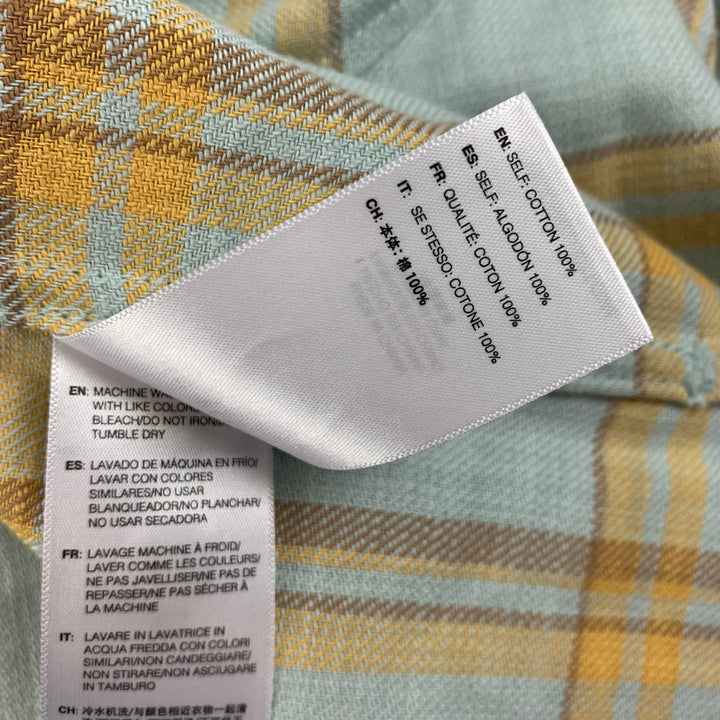 EN: SELF: COTTON 100%
ES: SELF: ALGODÓN 100%
FR: QUALITÉ: COTON 100%
IT: SE STESSO: COTONE 100%
CH: 本体: 棉 100%
EN: MACHINE
WITH LIKE
BLEACH/DO NOT IRON/
TUMBLE DRY
ES: LAVADO DE MÁQUINA EN FRÍO/
LAVAR CON COLORES
SIMILARES/NO USAR
BLANQUEADOR/NO PLANCHAR/
NO USAR SECADORA
FR: LAVAGE MACHINE À FROID/
LAVER COMME LES COULEURS/
NE PAS JAVELLISER/NE PAS DE
REPASSER/NE PAS SÉCHER À
LA MACHINE
IT: LAVARE IN LAVATRICE IN
ACQUA FREDDA CON COLORI
SIMILARI/NON CANDEGGIARE/
NON STIRARE/NON ASCIUGARE
IN TAMBURO
CH: 冷水机洗/与颜色相近衣物一起清